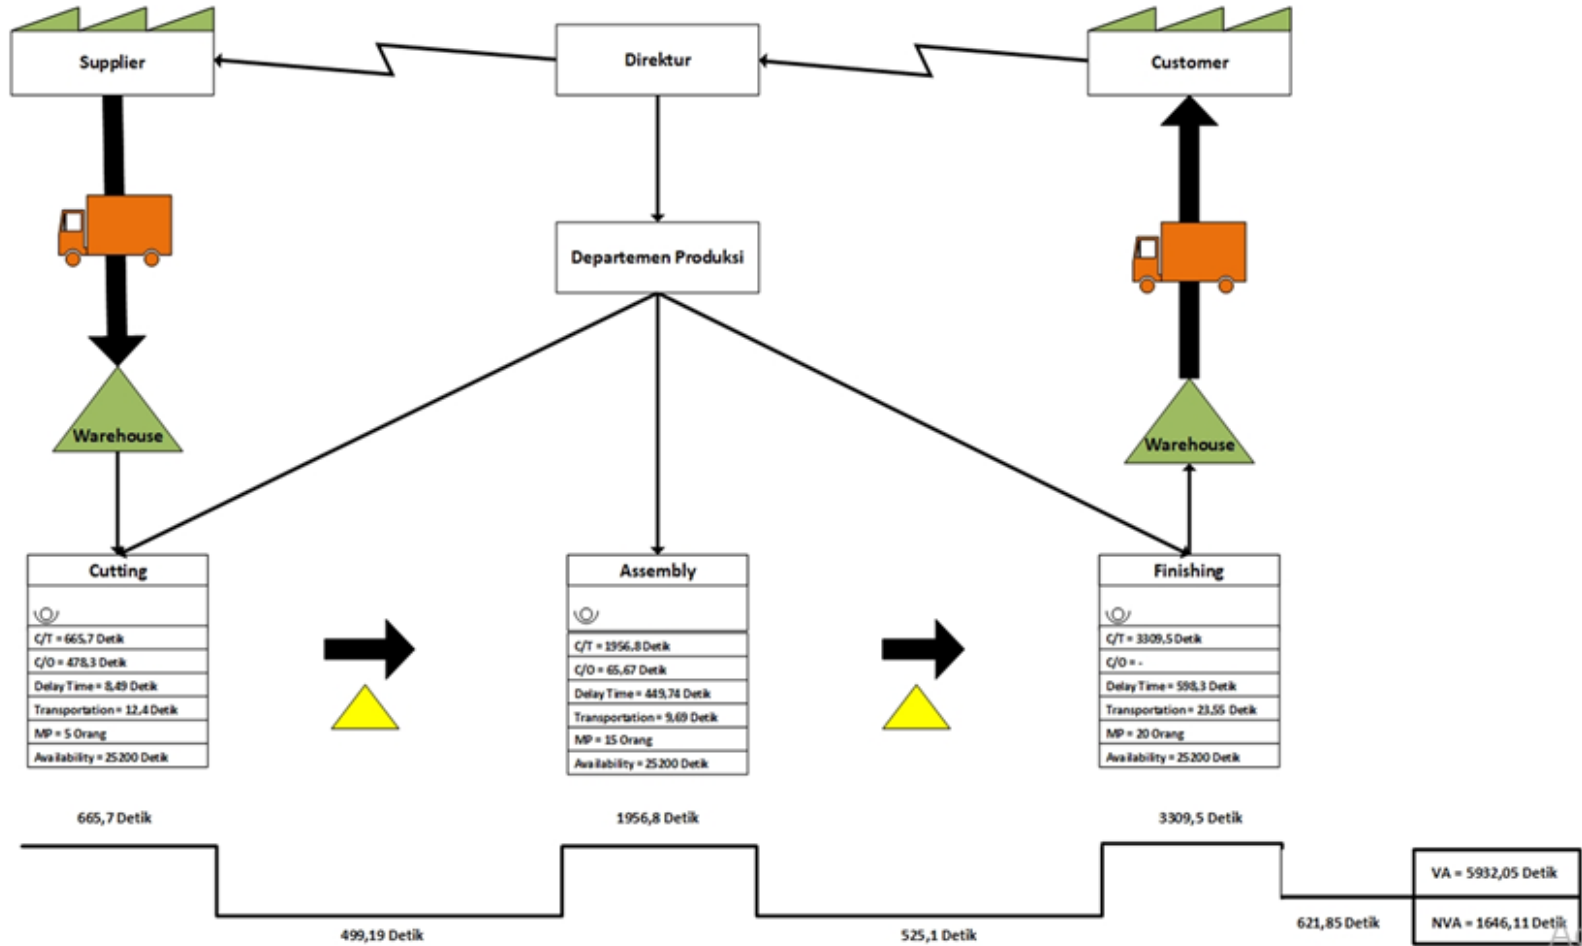 Supplier
Direktur
Customer
Departemen Produksi
Warehouse
Warehouse
Cutting
C/T = 665,7 Detik
C/O = 478,3 Detik
Delay Time = 8,49 Detik
Transportation = 12,4 Detik
MP = 5 Orang
Availability = 25200 Detik
Assembly
C/T = 1956,8 Detik
C/O = 65,67 Detik
Delay Time = 449,74 Detik
Transportation = 9,69 Detik
MP = 15 Orang
Availability = 25200 Detik
Finishing
C/T = 3309,5 Detik
C/O = -
Delay Time = 598,3 Detik
Transportation = 23,55 Detik
MP = 20 Orang
Availability = 25200 Detik
665,7 Detik
1956,8 Detik
3309,5 Detik
499,19 Detik
525,1 Detik
621,85 Detik
VA = 5932,05 Detik
NVA = 1646,11 Detik